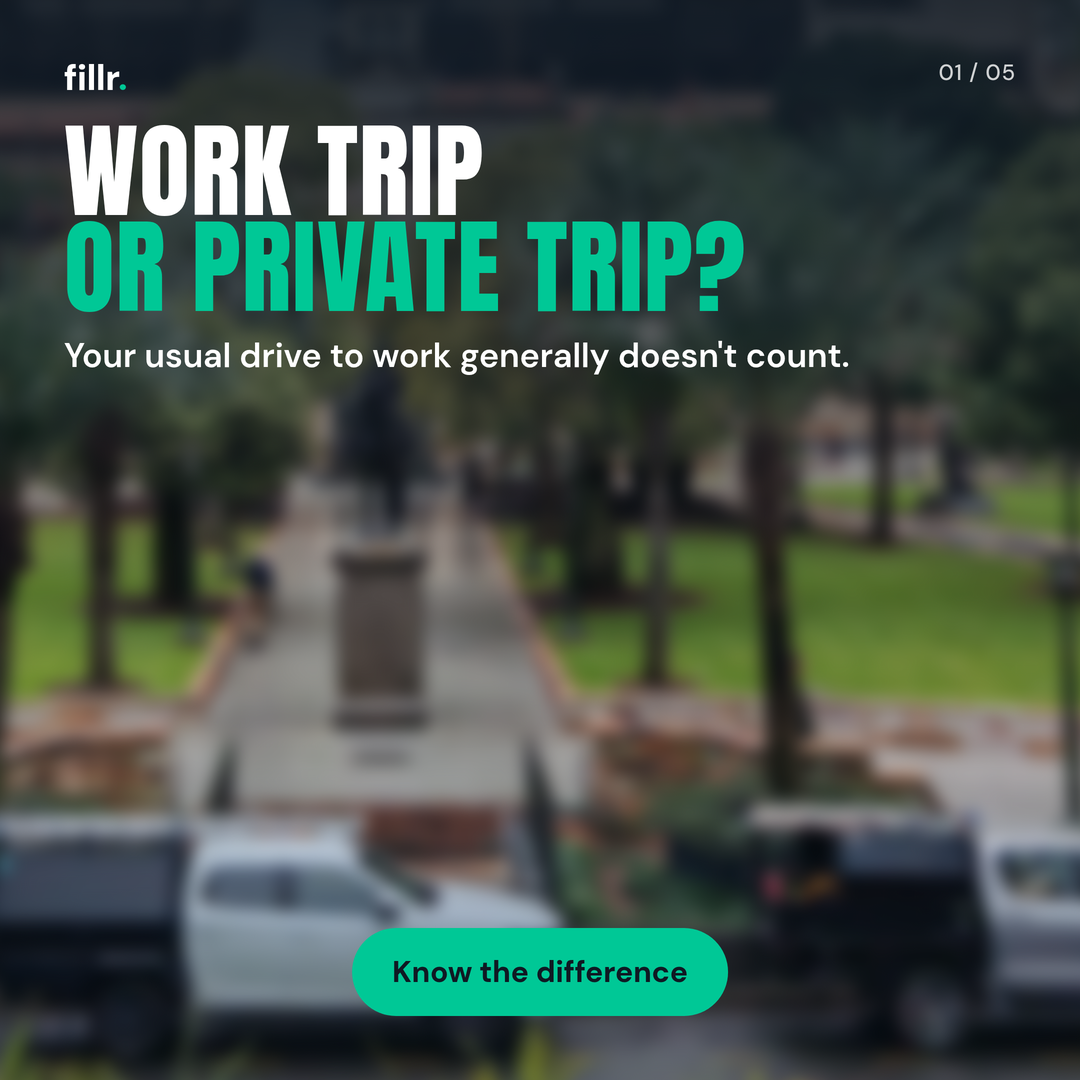 fillr.
01 / 05
WORK TRIP
OR PRIVATE TRIP?
Your usual drive to work generally doesn't count.
Know the difference